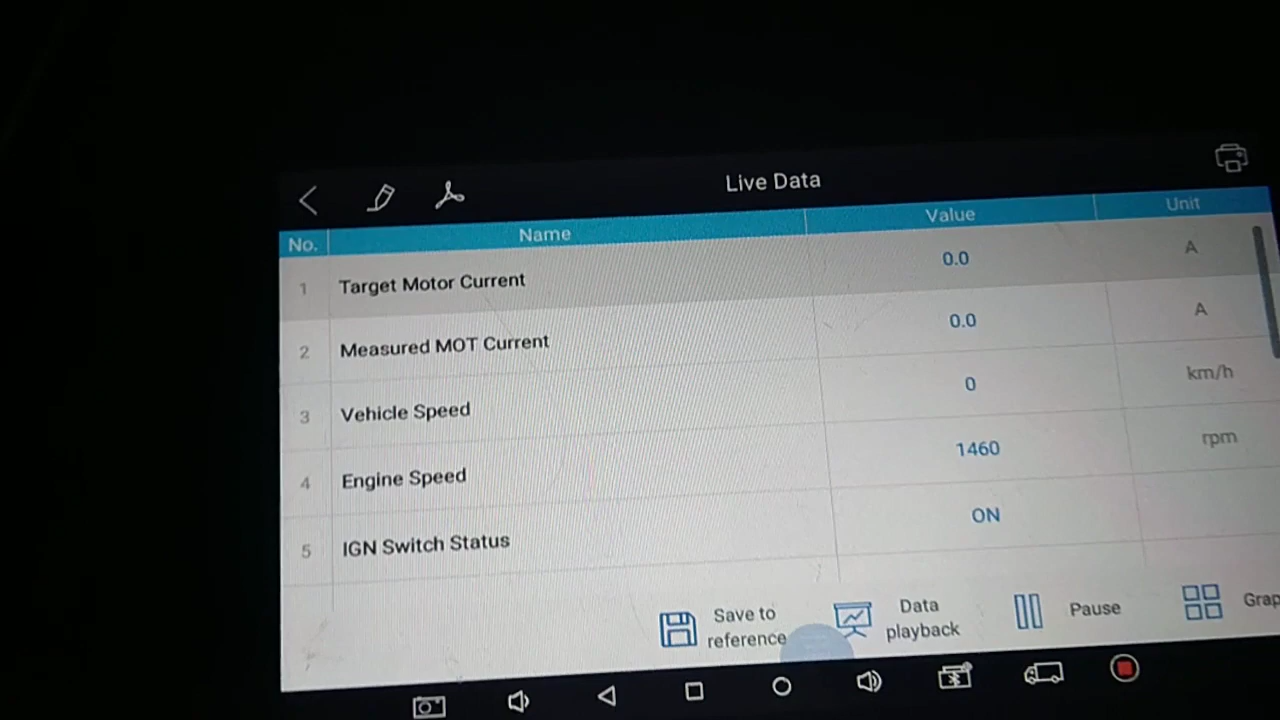 Live Data
No. Name Value Unit
1 Target Motor Current 0.0 A
2 Measured MOT Current 0.0 A
3 Vehicle Speed 0 km/h
4 Engine Speed 1460 rpm
5 IGN Switch Status ON
Save to reference
Data playback
Pause
Grap